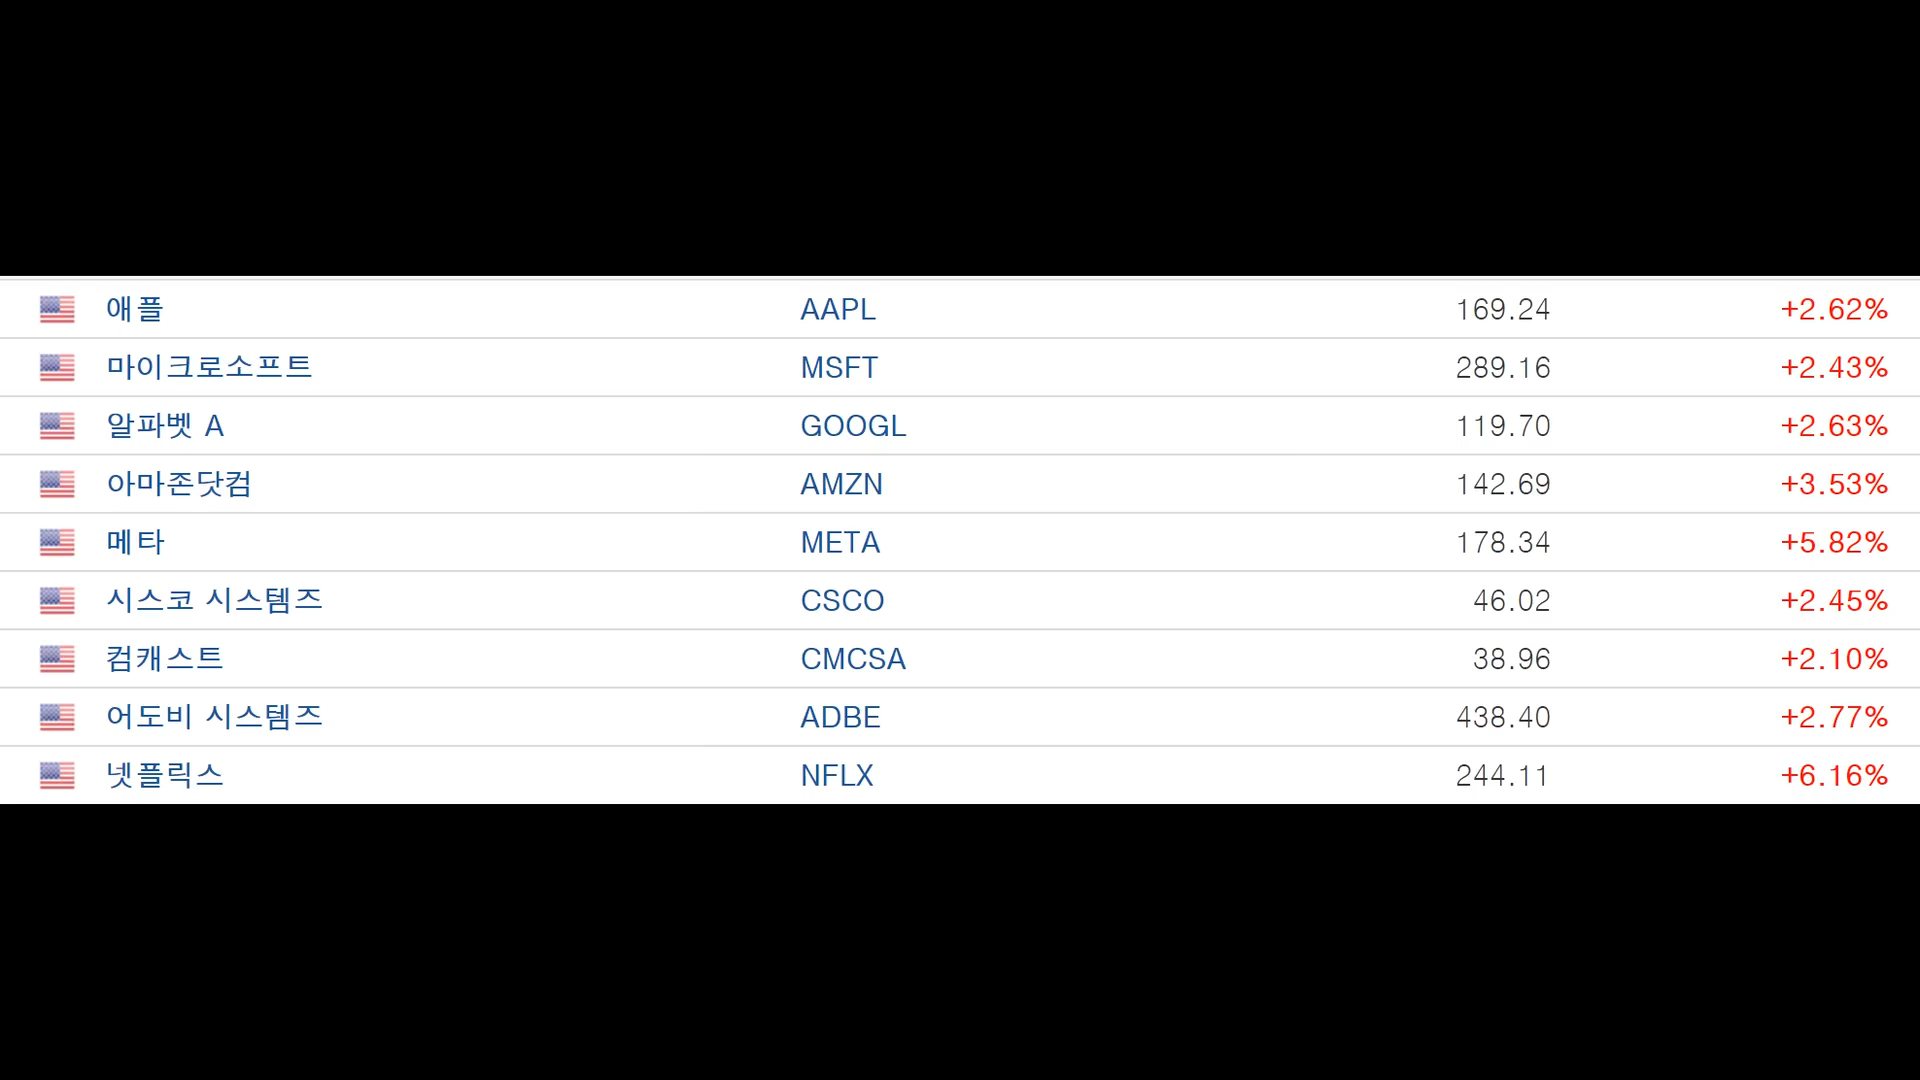 애플 AAPL 169.24 +2.62%
마이크로소프트 MSFT 289.16 +2.43%
알파벳 A GOOGL 119.70 +2.63%
아마존닷컴 AMZN 142.69 +3.53%
메타 META 178.34 +5.82%
시스코 시스템즈 CSCO 46.02 +2.45%
컴캐스트 CMCSA 38.96 +2.10%
어도비 시스템즈 ADBE 438.40 +2.77%
넷플릭스 NFLX 244.11 +6.16%